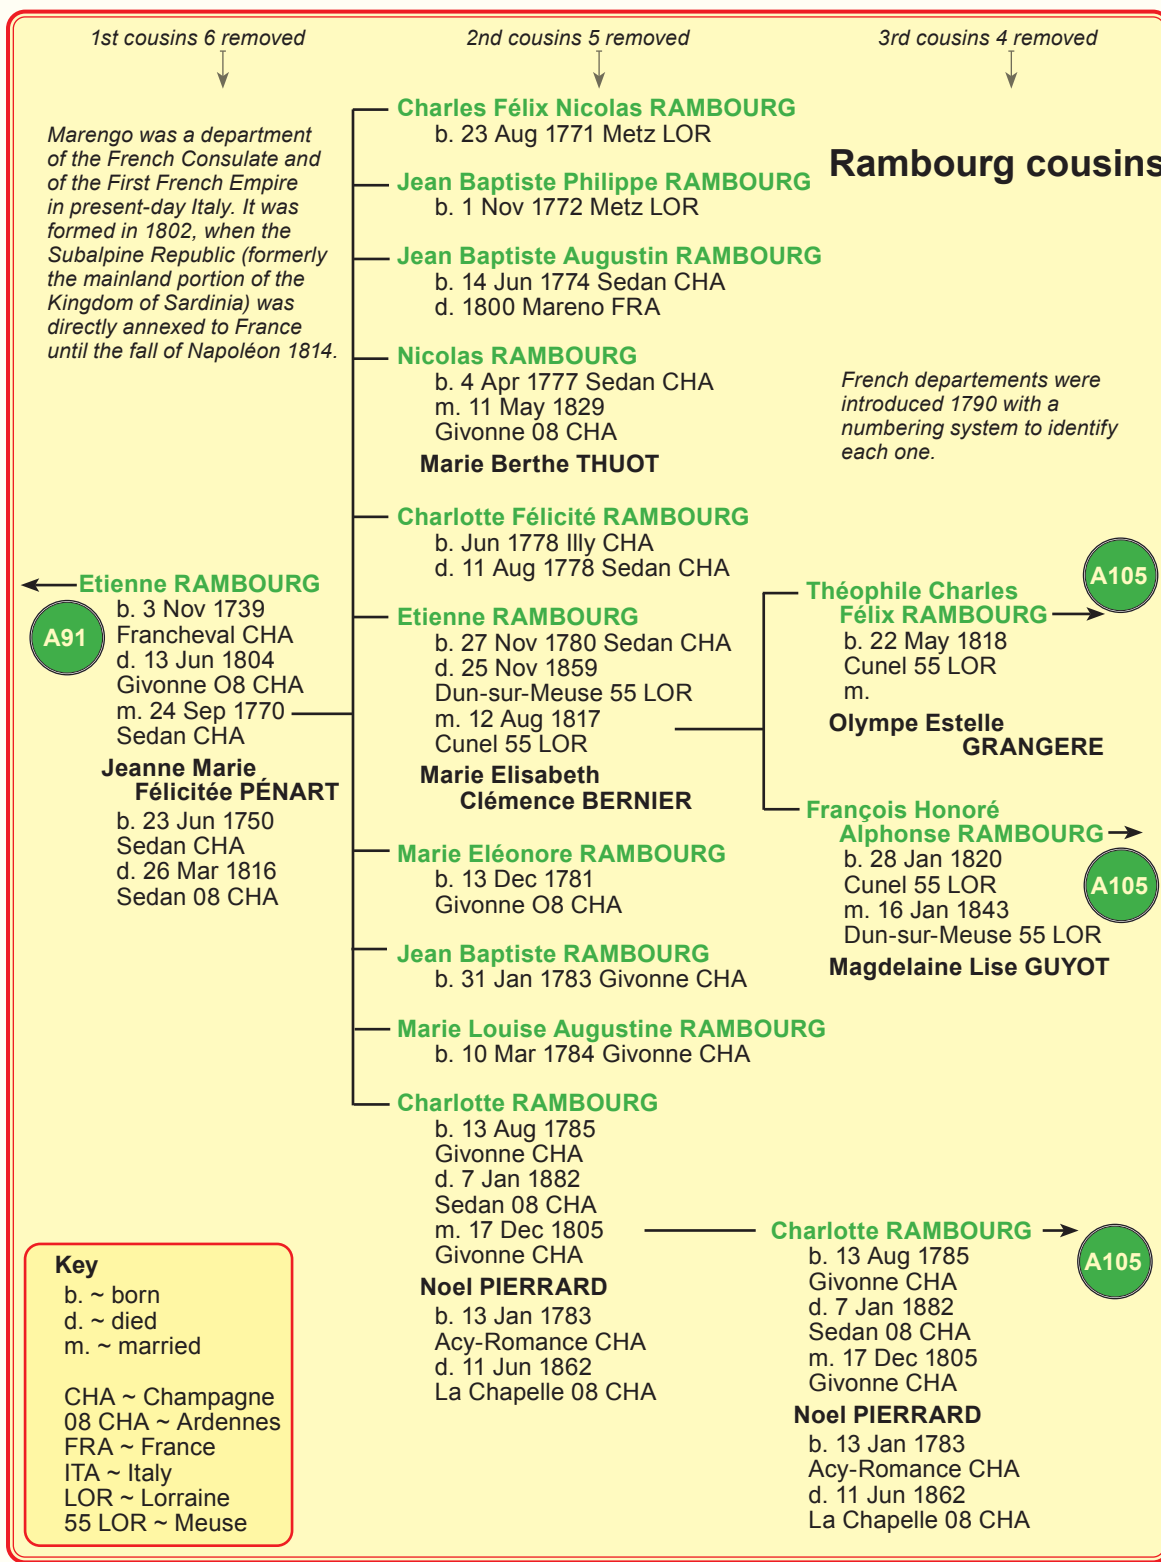 1st cousins 6 removed
2nd cousins 5 removed
3rd cousins 4 removed
Marengo was a department
of the French Consulate and
of the First French Empire
in present-day Italy. It was
formed in 1802, when the
Subalpine Republic (formerly
the mainland portion of the
Kingdom of Sardinia) was
directly annexed to France
until the fall of Napoléon 1814.
Rambourg cousins
French departements were
introduced 1790 with a
numbering system to identify
each one.
Etienne RAMBOURG
A91
b. 3 Nov 1739
Francheval CHA
d. 13 Jun 1804
Givonne O8 CHA
m. 24 Sep 1770
Sedan CHA
Jeanne Marie
Félicitée PÉNART
b. 23 Jun 1750
Sedan CHA
d. 26 Mar 1816
Sedan 08 CHA
Charles Félix Nicolas RAMBOURG
b. 23 Aug 1771 Metz LOR
Jean Baptiste Philippe RAMBOURG
b. 1 Nov 1772 Metz LOR
Jean Baptiste Augustin RAMBOURG
b. 14 Jun 1774 Sedan CHA
d. 1800 Mareno FRA
Nicolas RAMBOURG
b. 4 Apr 1777 Sedan CHA
m. 11 May 1829
Givonne 08 CHA
Marie Berthe THUOT
Charlotte Félicité RAMBOURG
b. Jun 1778 Illy CHA
d. 11 Aug 1778 Sedan CHA
Etienne RAMBOURG
b. 27 Nov 1780 Sedan CHA
d. 25 Nov 1859
Dun-sur-Meuse 55 LOR
m. 12 Aug 1817
Cunel 55 LOR
Marie Elisabeth
Clémence BERNIER
Marie Eléonore RAMBOURG
b. 13 Dec 1781
Givonne O8 CHA
Jean Baptiste RAMBOURG
b. 31 Jan 1783 Givonne CHA
Marie Louise Augustine RAMBOURG
b. 10 Mar 1784 Givonne CHA
Charlotte RAMBOURG
b. 13 Aug 1785
Givonne CHA
d. 7 Jan 1882
Sedan 08 CHA
m. 17 Dec 1805
Givonne CHA
Noel PIERRARD
b. 13 Jan 1783
Acy-Romance CHA
d. 11 Jun 1862
La Chapelle 08 CHA
A105
Théophile Charles
Félix RAMBOURG
b. 22 May 1818
Cunel 55 LOR
m.
Olympe Estelle
GRANGERE
François Honoré
Alphonse RAMBOURG
b. 28 Jan 1820
Cunel 55 LOR
A105
m. 16 Jan 1843
Dun-sur-Meuse 55 LOR
Magdelaine Lise GUYOT
Charlotte RAMBOURG
A105
b. 13 Aug 1785
Givonne CHA
d. 7 Jan 1882
Sedan 08 CHA
m. 17 Dec 1805
Givonne CHA
Noel PIERRARD
b. 13 Jan 1783
Acy-Romance CHA
d. 11 Jun 1862
La Chapelle 08 CHA
Key
b. ~ born
d. ~ died
m. ~ married
CHA ~ Champagne
08 CHA ~ Ardennes
FRA ~ France
ITA ~ Italy
LOR ~ Lorraine
55 LOR ~ Meuse